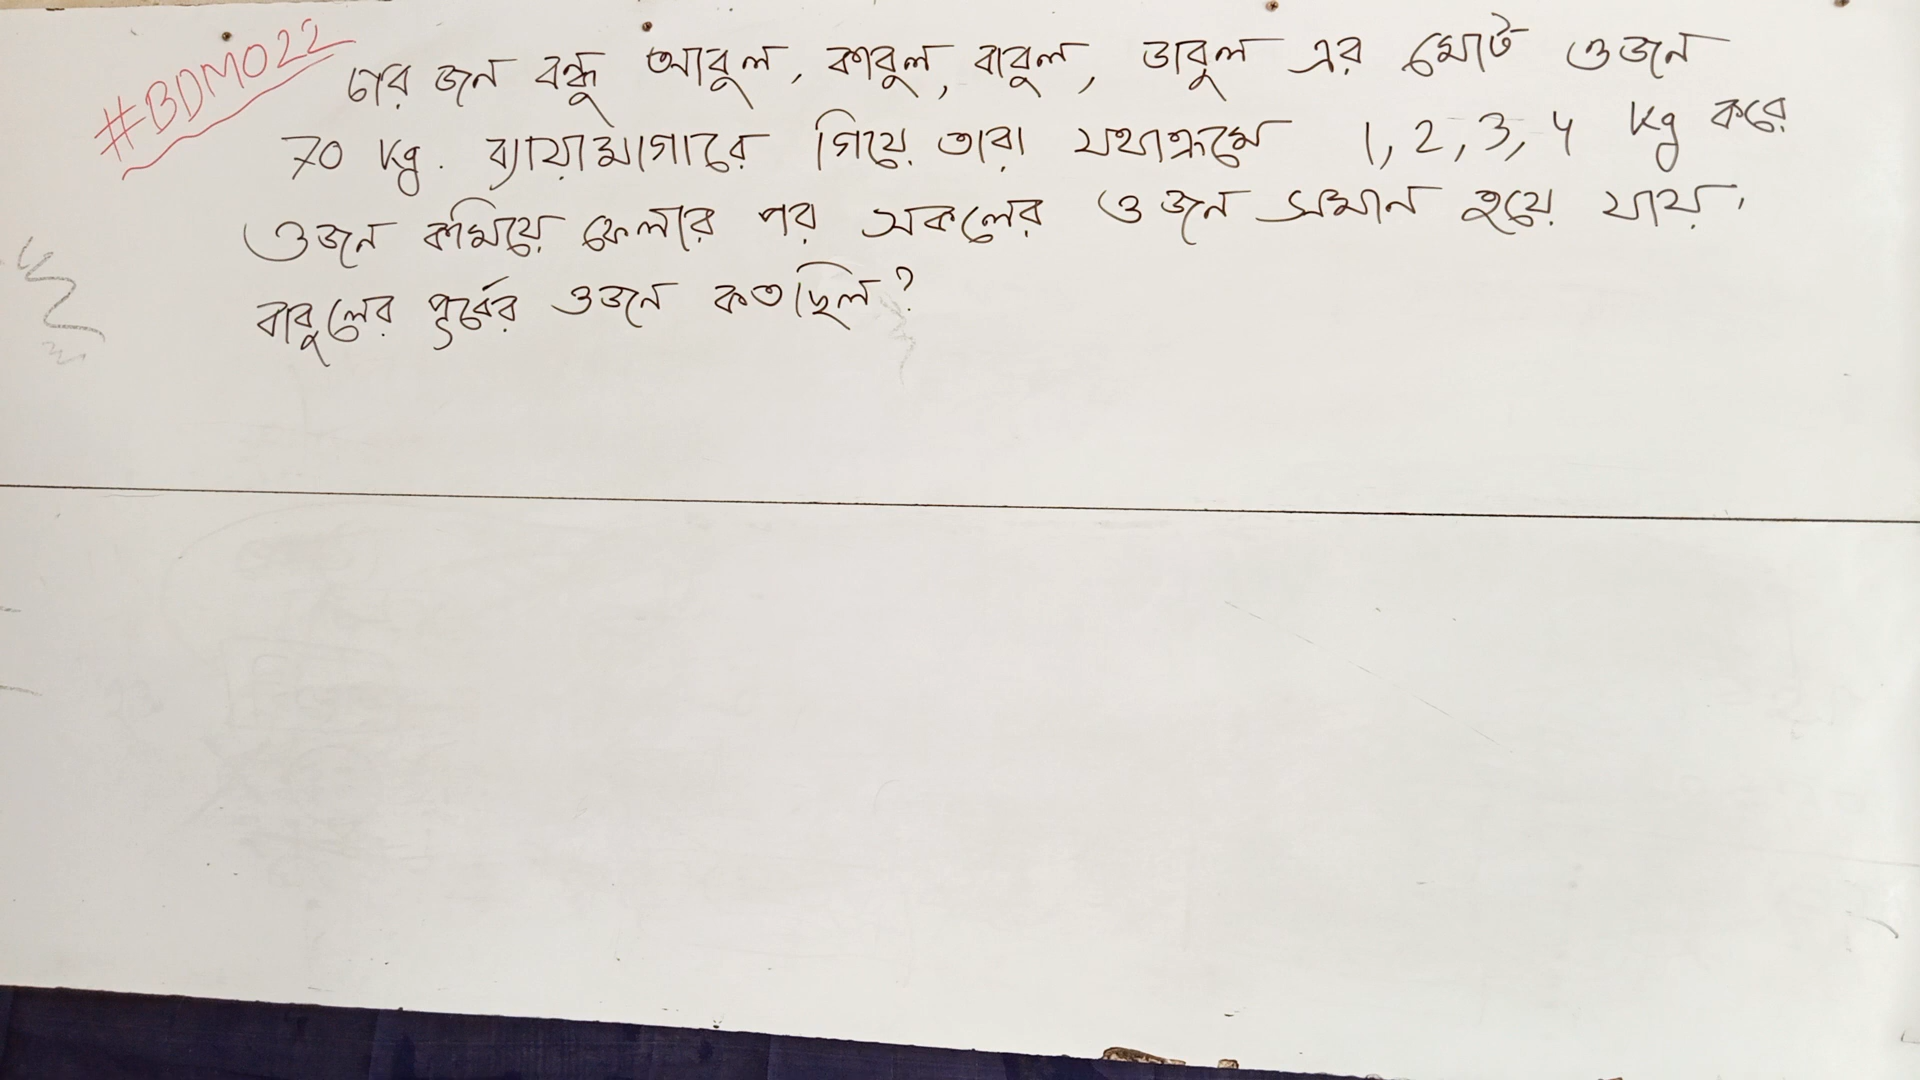 #BDMO22
চার জন বন্ধু আবুল, কাবুল, বাবুল, ডাবুল এর মোট ওজন
70 kg. ব্যায়ামাগারে গিয়ে তারা যথাক্রমে 1, 2, 3, 4 kg করে
ওজন কমিয়ে ফেলার পর সকলের ওজন সমান হয়ে যায়,
বাবুলের পূর্বের ওজন কত ছিল?